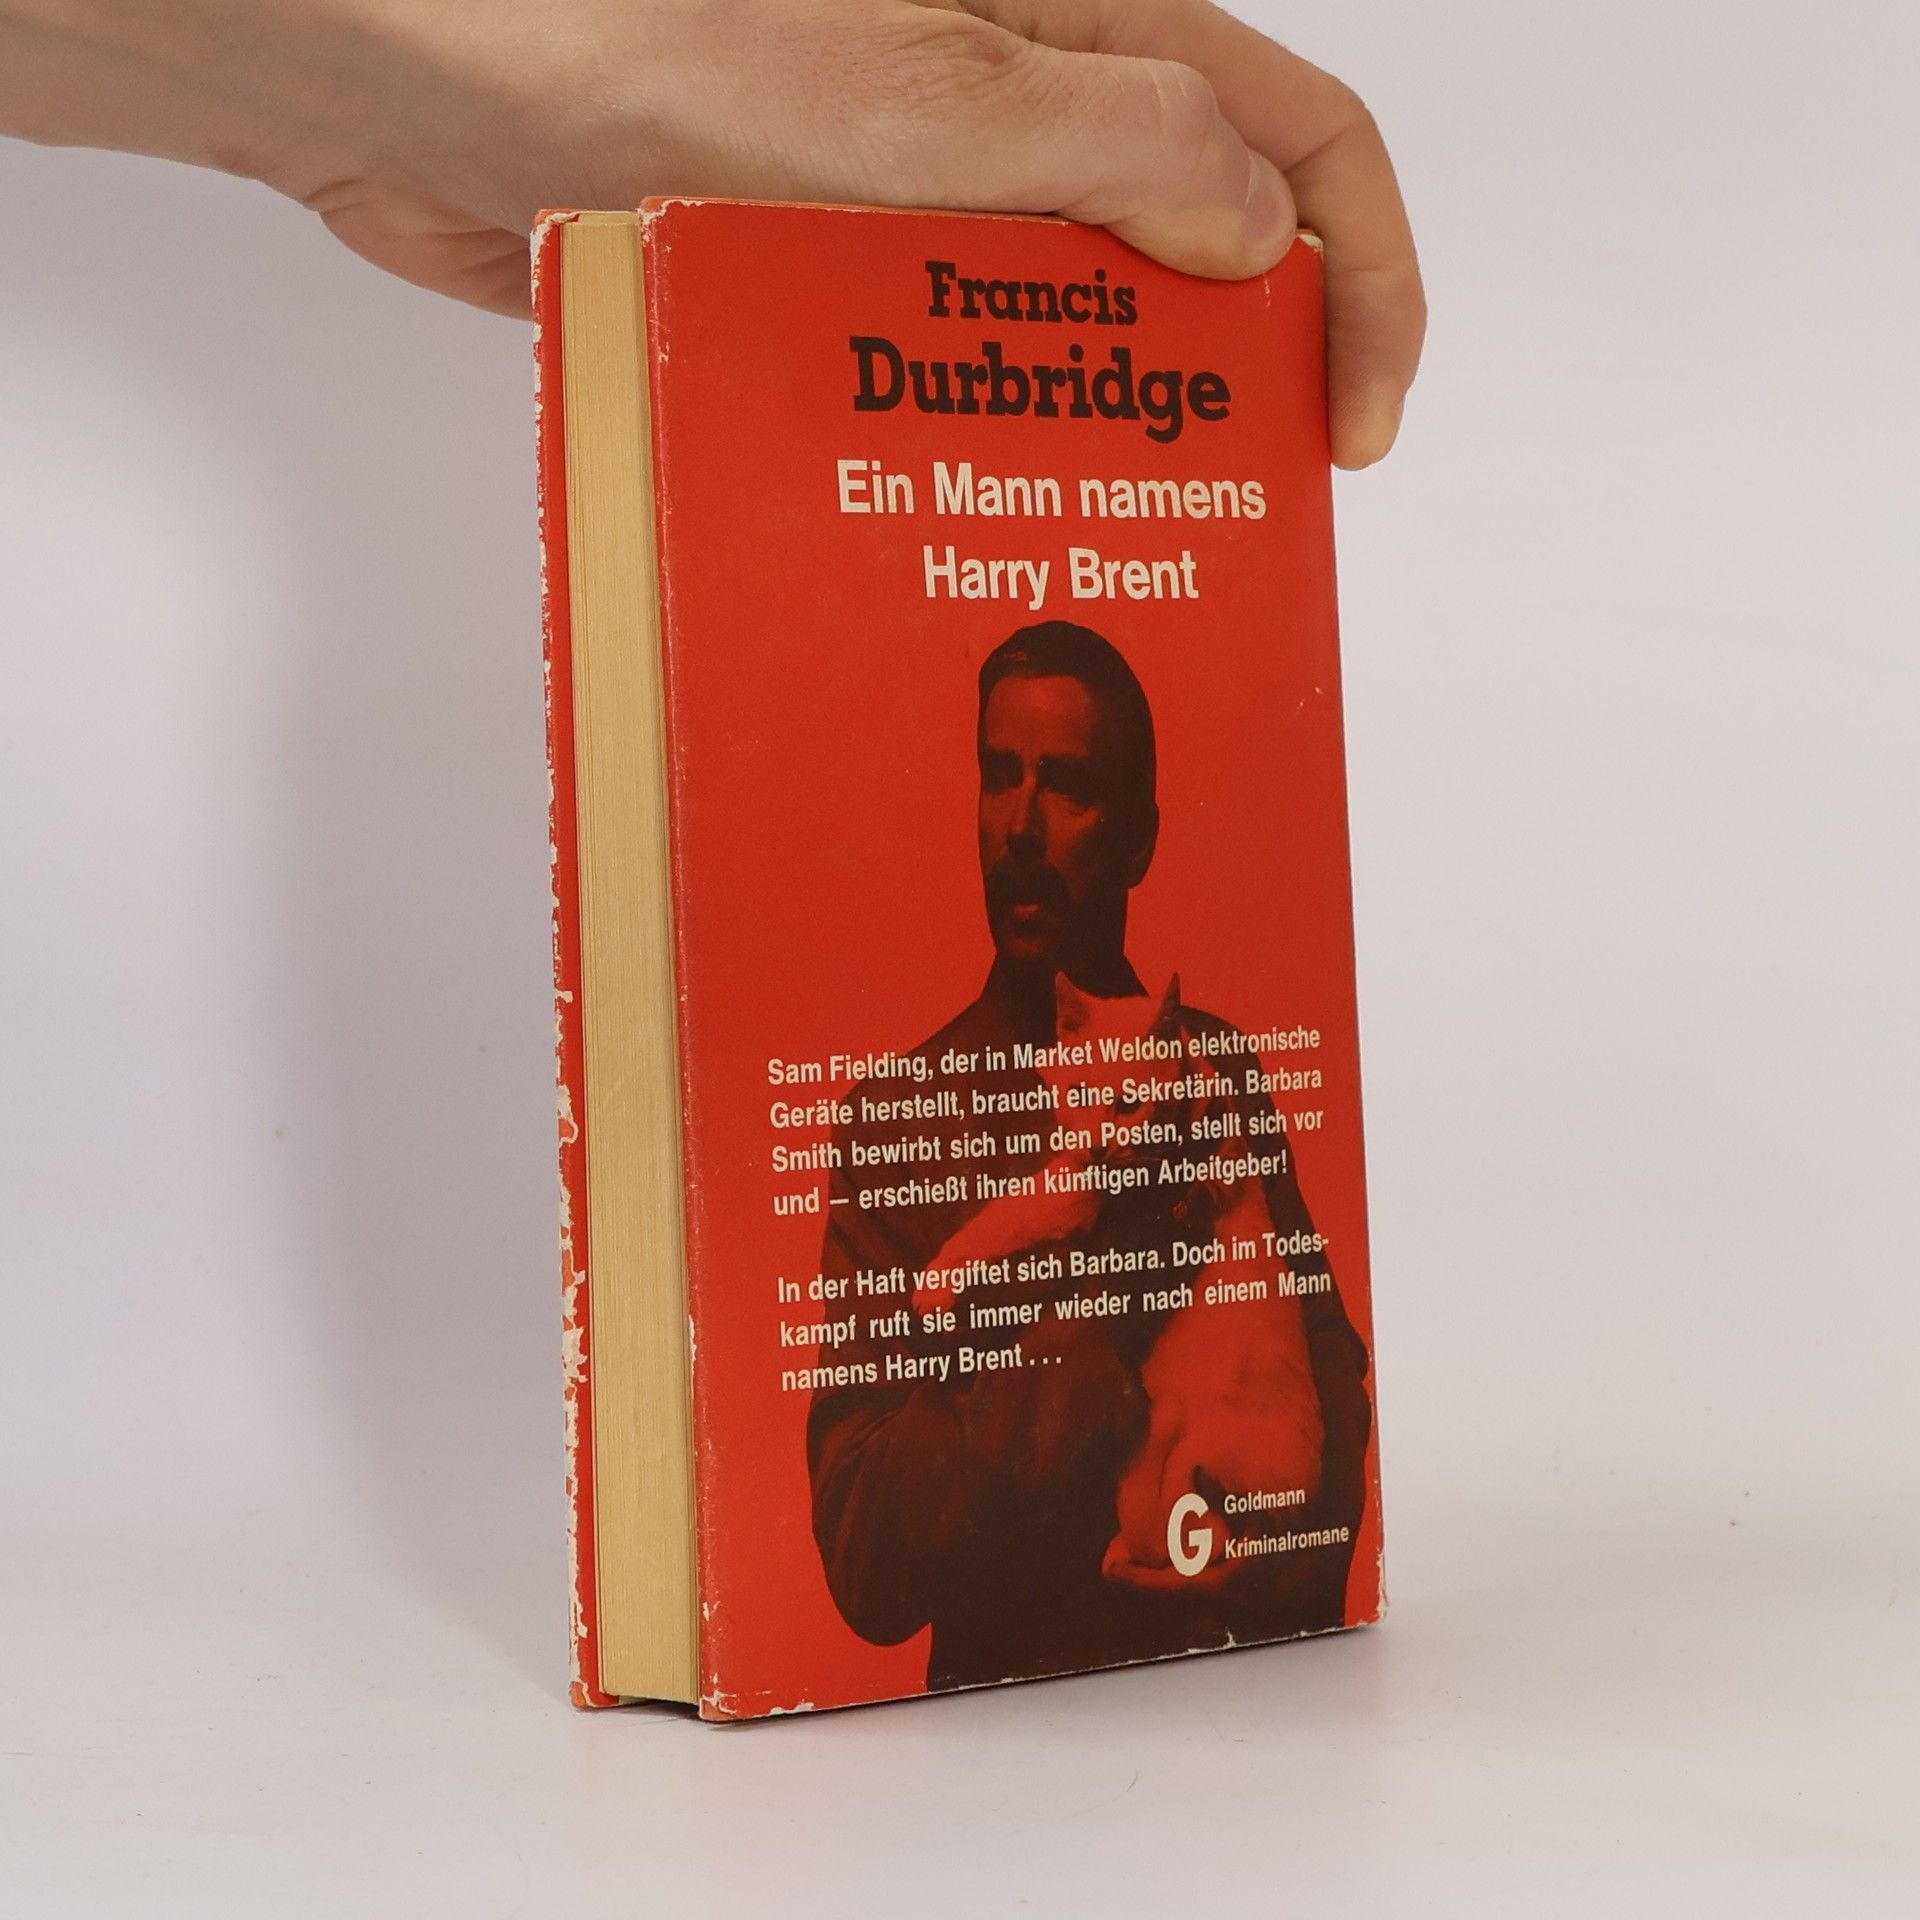 Francis
Durbridge
Ein Mann namens
Harry Brent
Sam Fielding, der in Market Weldon elektronische
Geräte herstellt, braucht eine Sekretärin. Barbara
Smith bewirbt sich um den Posten, stellt sich vor
und – erschießt ihren künftigen Arbeitgeber!
In der Haft vergiftet sich Barbara. Doch im Todes-
kampf ruft sie immer wieder nach einem Mann
namens Harry Brent . . .
G Goldmann
Kriminalromane